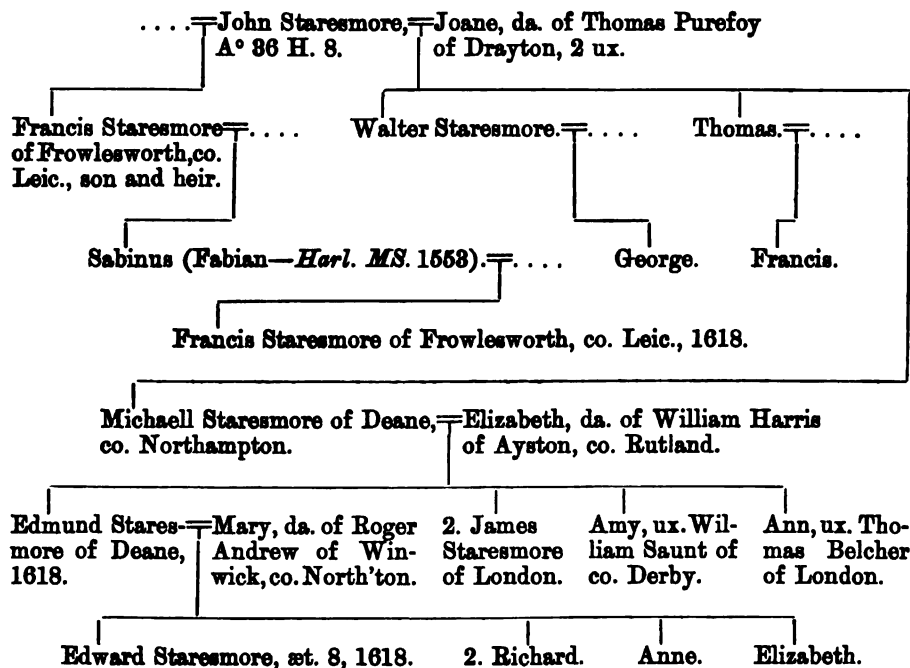 .... John Staresmore, Joane, da. of Thomas Purefoy
A° 36 H. 8. of Drayton, 2 ux.
Francis Staresmore .... Walter Staresmore. .... Thomas. ....
of Frowlesworth, co.
Leic., son and heir.
Sabinus (Fabian—Harl. MS. 1553). .... George. Francis.
Francis Staresmore of Frowlesworth, co. Leic., 1618.
Michaell Staresmore of Deane, Elizabeth, da. of William Harris
co. Northampton. of Ayston, co. Rutland.
Edmund Stares- Mary, da. of Roger 2. James Amy, ux. Wil- Ann, ux. Tho-
more of Deane, Andrew of Win- Staresmore liam Saunt of mas Belcher
1618. wick, co. North'ton. of London. co. Derby. of London.
Edward Staresmore, æt. 8, 1618. 2. Richard. Anne. Elizabeth.